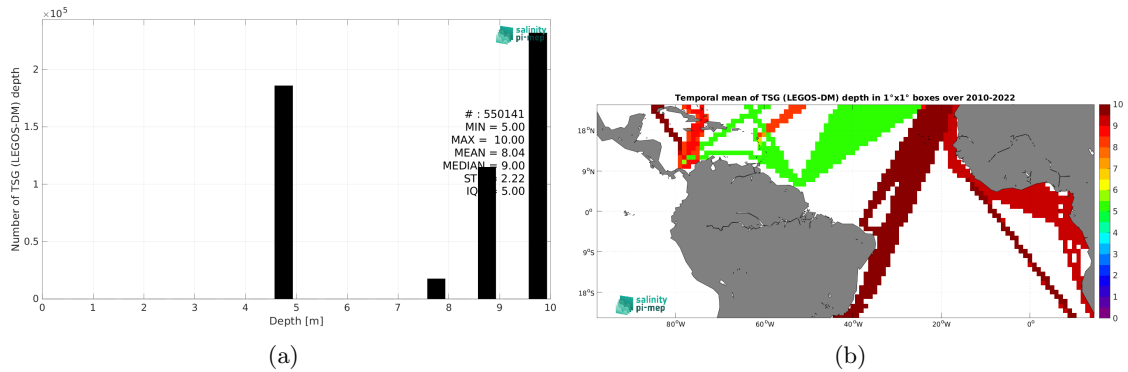 ×10⁵
salinity
pi-mep
2
1.5
1
0.5
0
Number of TSG (LEGOS-DM) depth
# : 550141
MIN = 5.00
MAX = 10.00
MEAN = 8.04
MEDIAN = 9.00
ST = 2.22
IQ = 5.00
0 1 2 3 4 5 6 7 8 9 10
Depth [m]
(a)
Temporal mean of TSG (LEGOS-DM) depth in 1°x1° boxes over 2010-2022
18°N
9°N
0°
9°S
18°S
80°W 60°W 40°W 20°W 0°
salinity
pi-mep
10
9
8
7
6
5
4
3
2
1
0
(b)